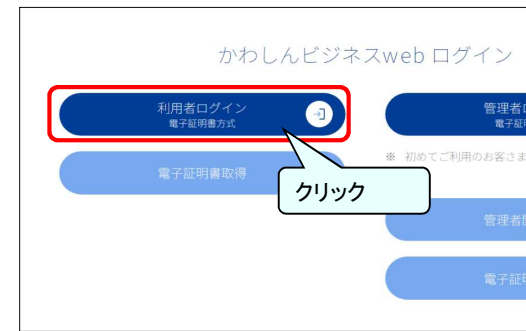 かわしんビジネスweb ログイン
利用者ログイン
電子証明書方式
電子証明書取得
クリック
管理者
電子証
※ 初めてご利用のお客さま
管理者
電子証